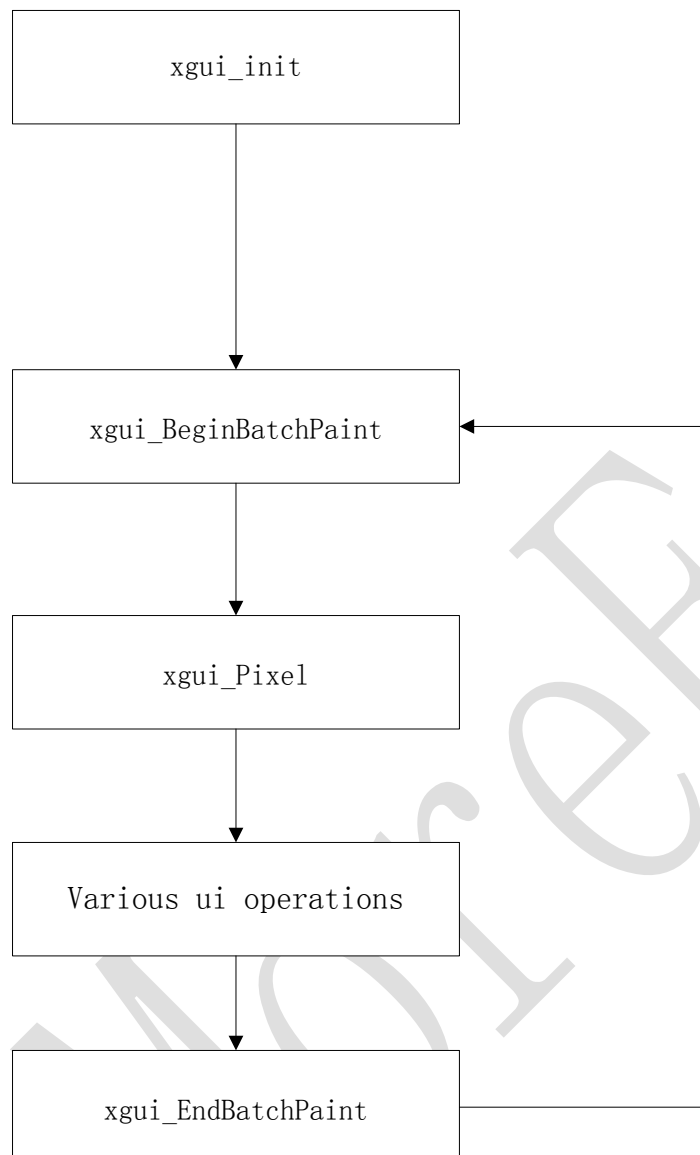 xgui_init
xgui_BeginBatchPaint
xgui_Pixel
Various ui operations
xgui_EndBatchPaint